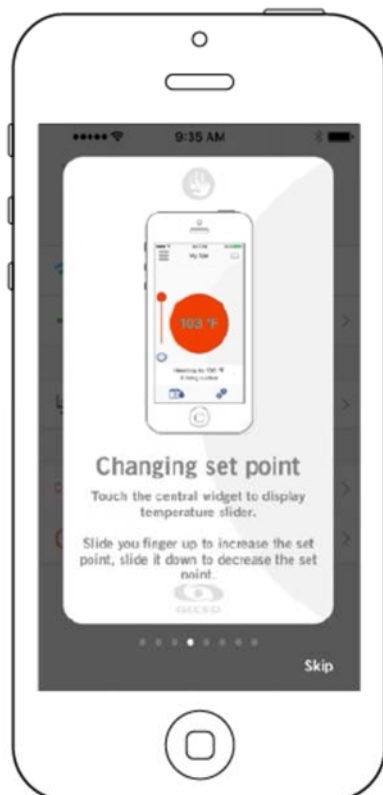 9:35 AM
My Spa
103 °F
Changing set point
Touch the central widget to display
temperature slider.
Slide you finger up to increase the set
point, slide it down to decrease the set
point.
GECKO
Skip